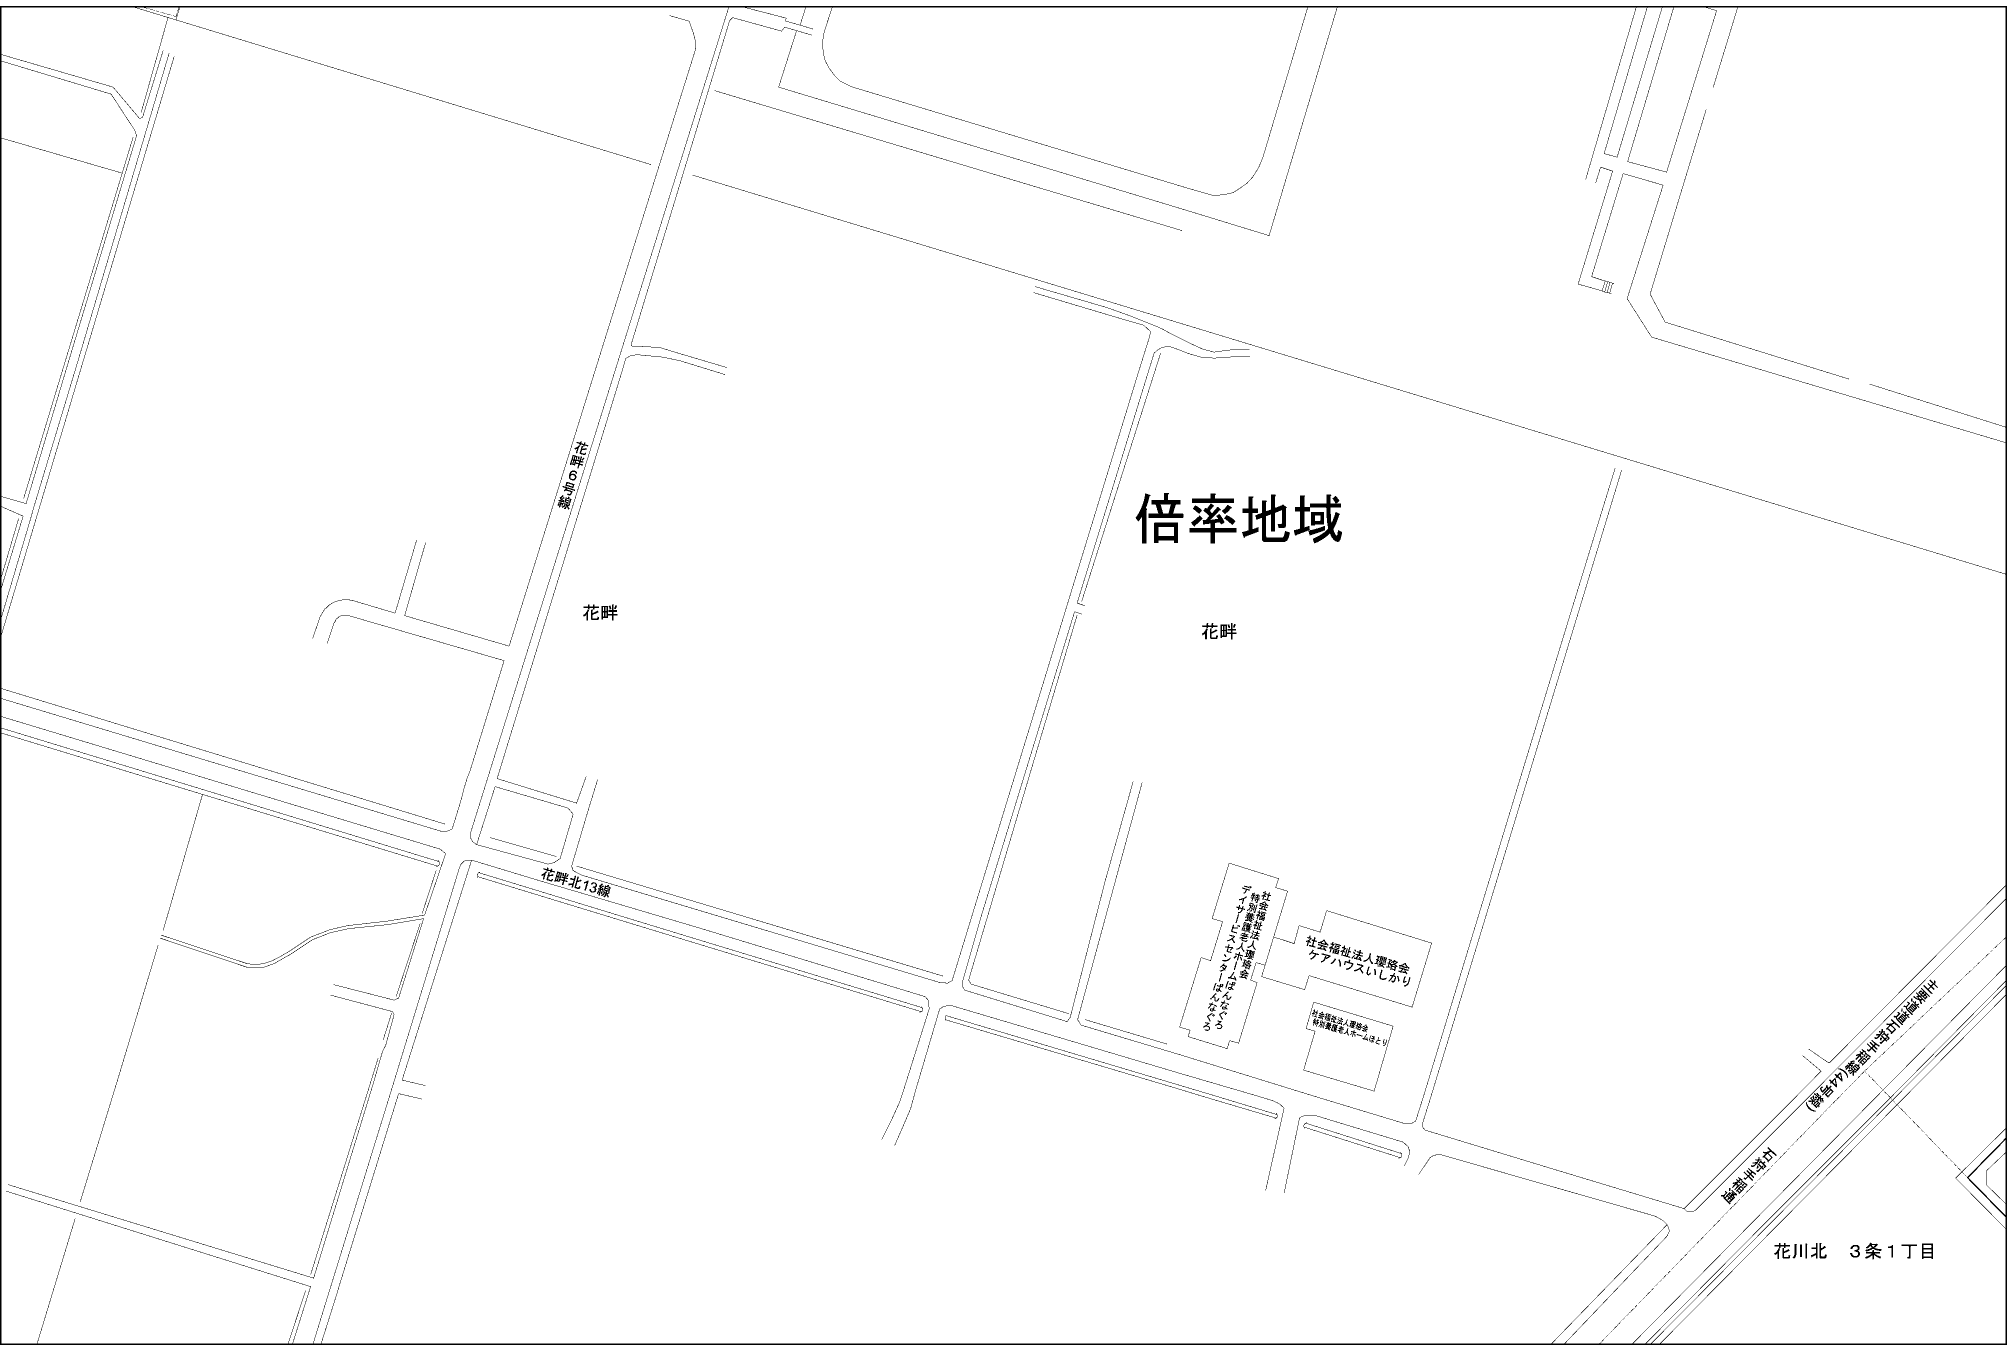 花畔6号線
倍率地域
花畔
花畔
花畔北13線
社会福祉法人瓔珞会
特別養護老人ホームばんなぐろ
デイサービスセンターばんなぐろ
社会福祉法人瓔珞会
ケアハウスいしかり
社会福祉法人瓔珞会
特別養護老人ホームほとり
主要道道石狩手稲線(44号線)
石狩手稲通
花川北　3条1丁目